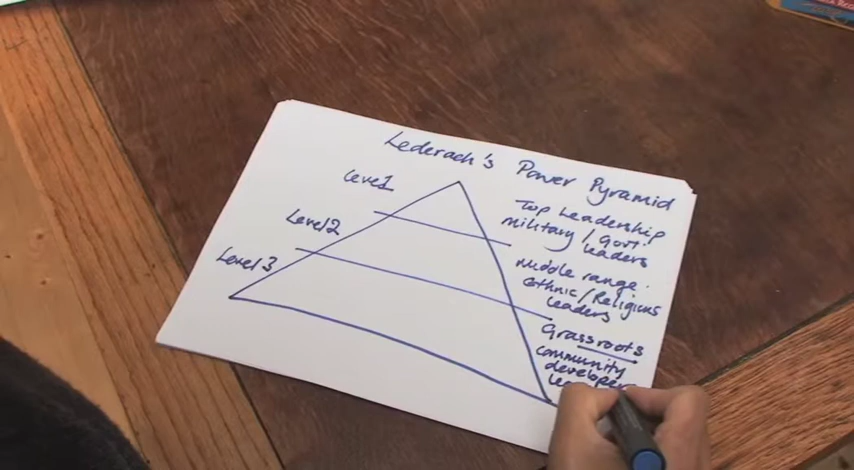 Lederach's Power Pyramid
Level 1
Top Leadership
military / Govt.
leaders
Level 2
Middle range.
ethnic / Religious
Leaders
Level 3
Grassroots
community
developers